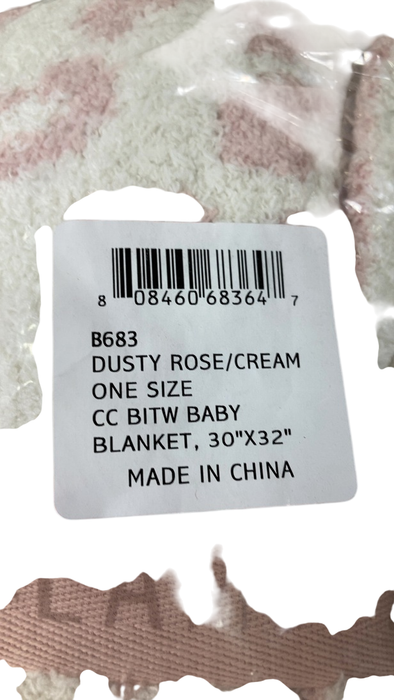 8 08460 68364 7
B683
DUSTY ROSE/CREAM
ONE SIZE
CC BITW BABY
BLANKET, 30"X32"
MADE IN CHINA